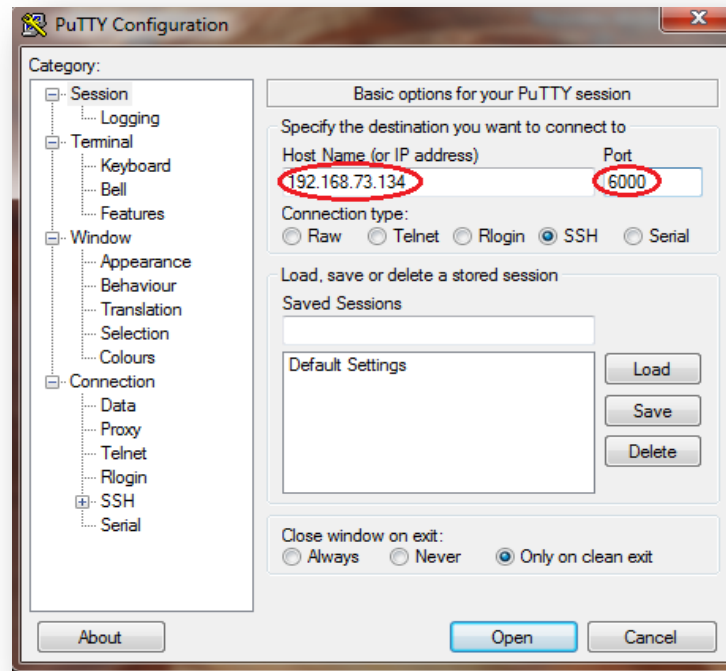 PuTTY Configuration
Category:
Session
Logging
Terminal
Keyboard
Bell
Features
Window
Appearance
Behaviour
Translation
Selection
Colours
Connection
Data
Proxy
Telnet
Rlogin
SSH
Serial
Basic options for your PuTTY session
Specify the destination you want to connect to
Host Name (or IP address) Port
192.168.73.134 6000
Connection type:
Raw Telnet Rlogin SSH Serial
Load, save or delete a stored session
Saved Sessions
Default Settings
Load
Save
Delete
Close window on exit:
Always Never Only on clean exit
About Open Cancel